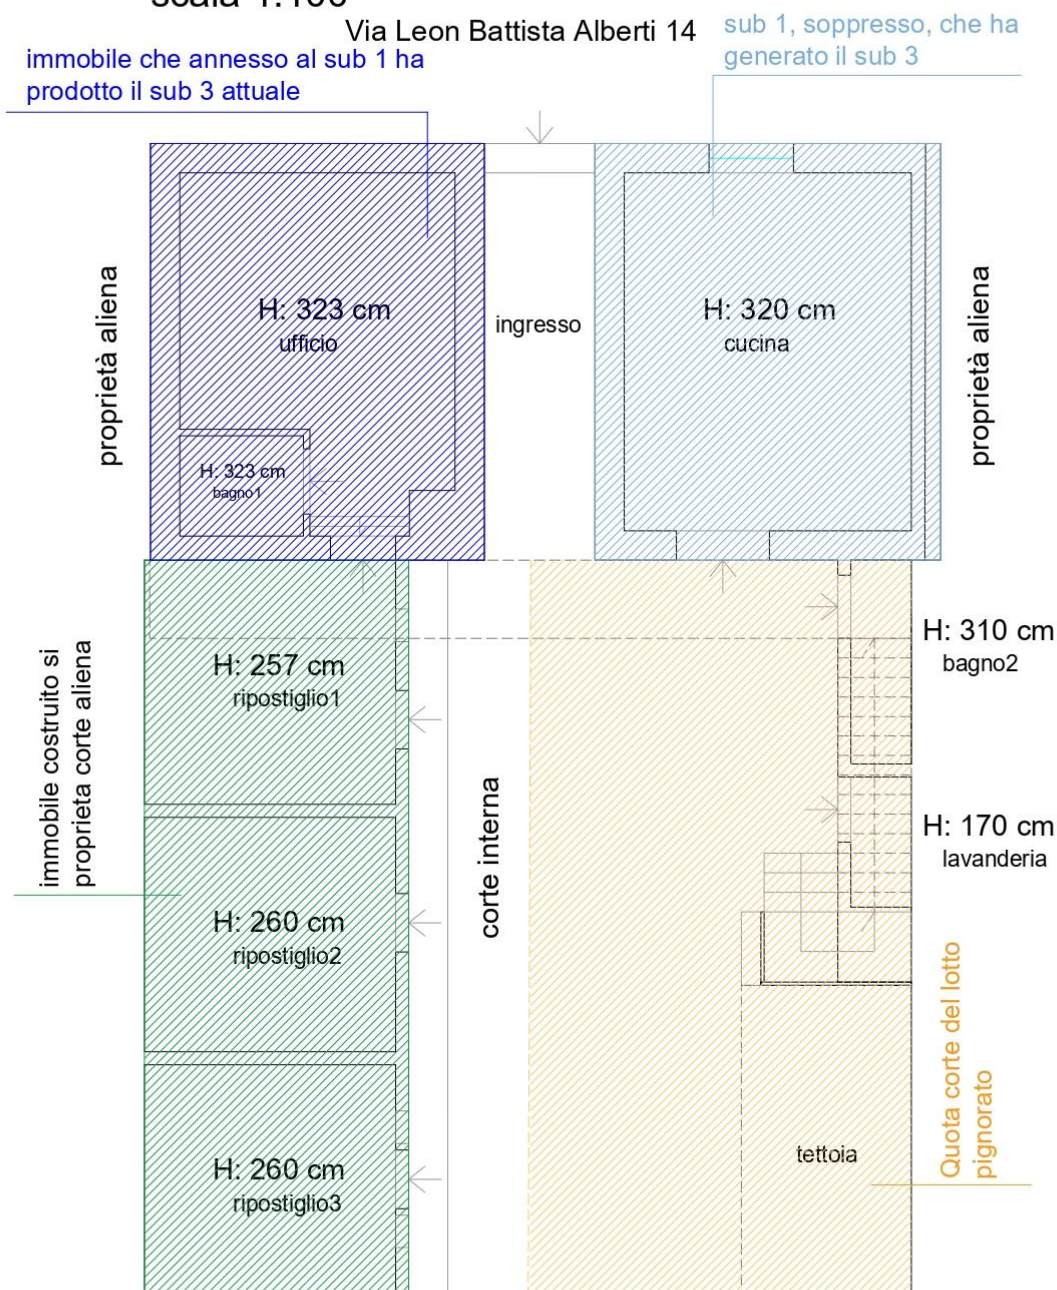 scala 1:100
Via Leon Battista Alberti 14
sub 1, soppresso, che ha
generato il sub 3
immobile che annesso al sub 1 ha
prodotto il sub 3 attuale
proprietà aliena
H: 323 cm
ufficio
ingresso
H: 320 cm
cucina
proprietà aliena
H: 323 cm
bagno1
immobile costruito si
proprieta corte aliena
H: 257 cm
ripostiglio1
H: 310 cm
bagno2
corte interna
H: 170 cm
lavanderia
H: 260 cm
ripostiglio2
Quota corte del lotto
pignorato
tettoia
H: 260 cm
ripostiglio3